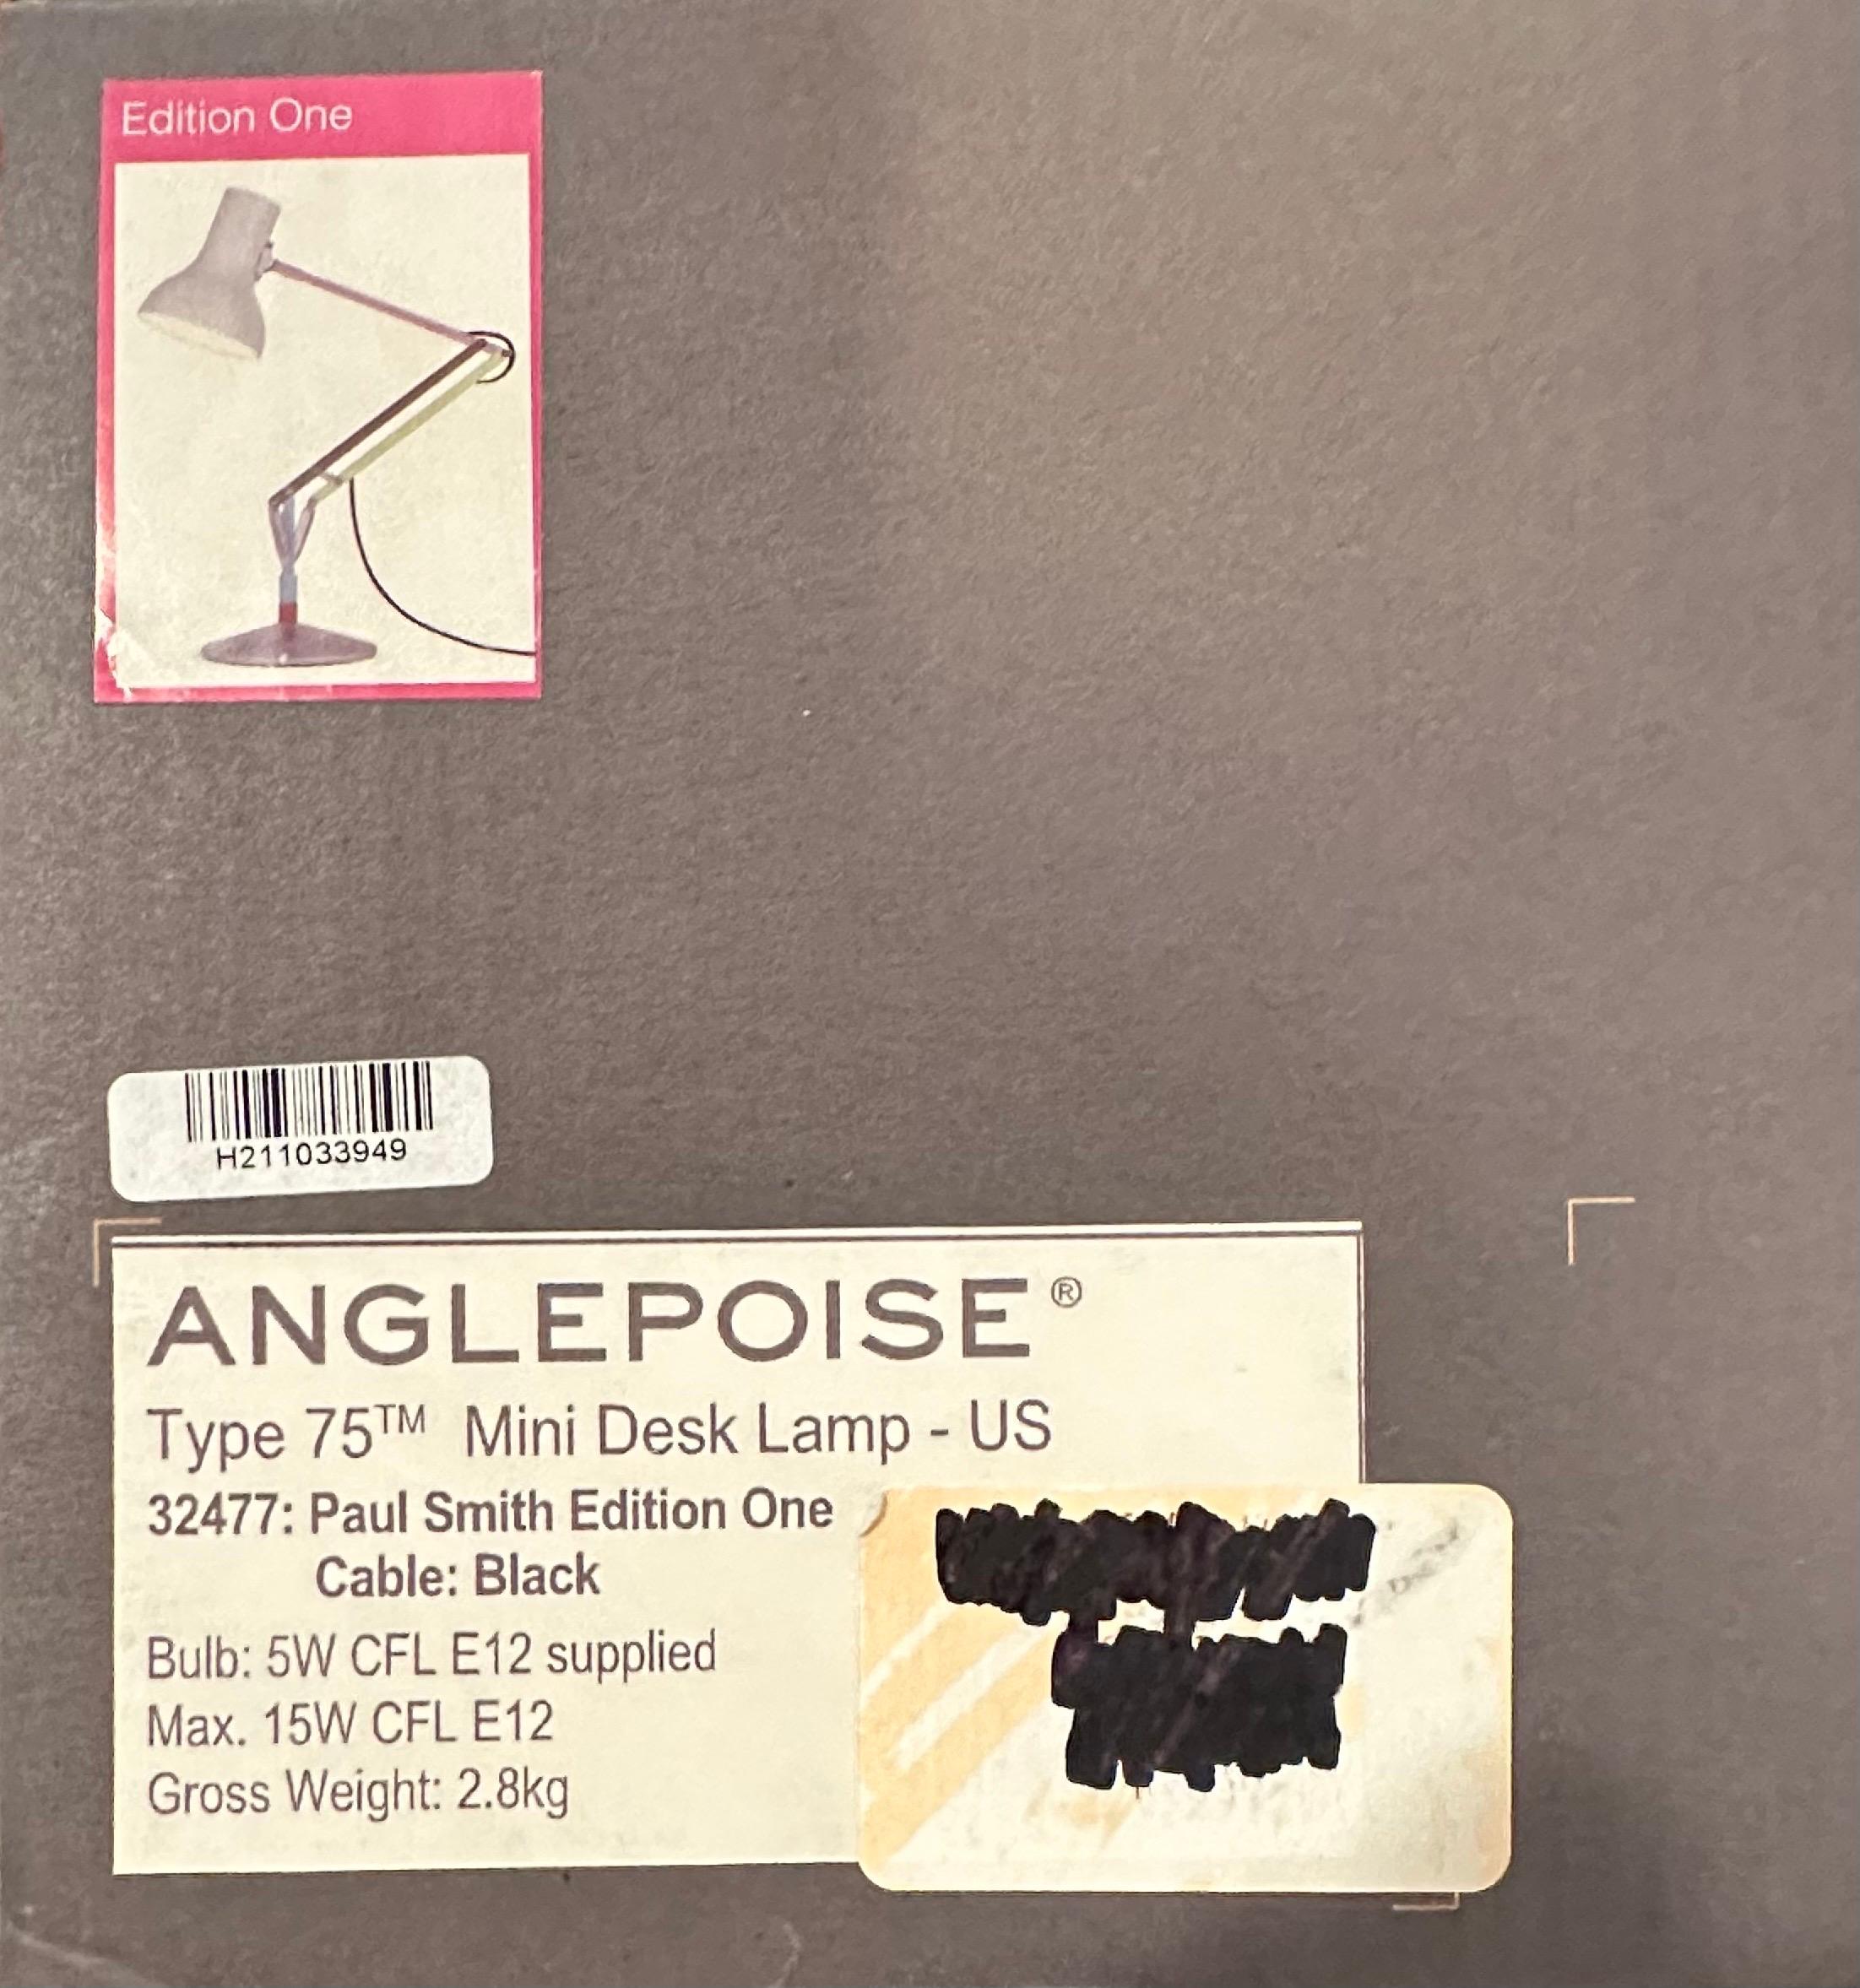 Edition One
H211033949
ANGLEPOISE®
Type 75™ Mini Desk Lamp - US
32477: Paul Smith Edition One
Cable: Black
Bulb: 5W CFL E12 supplied
Max. 15W CFL E12
Gross Weight: 2.8kg